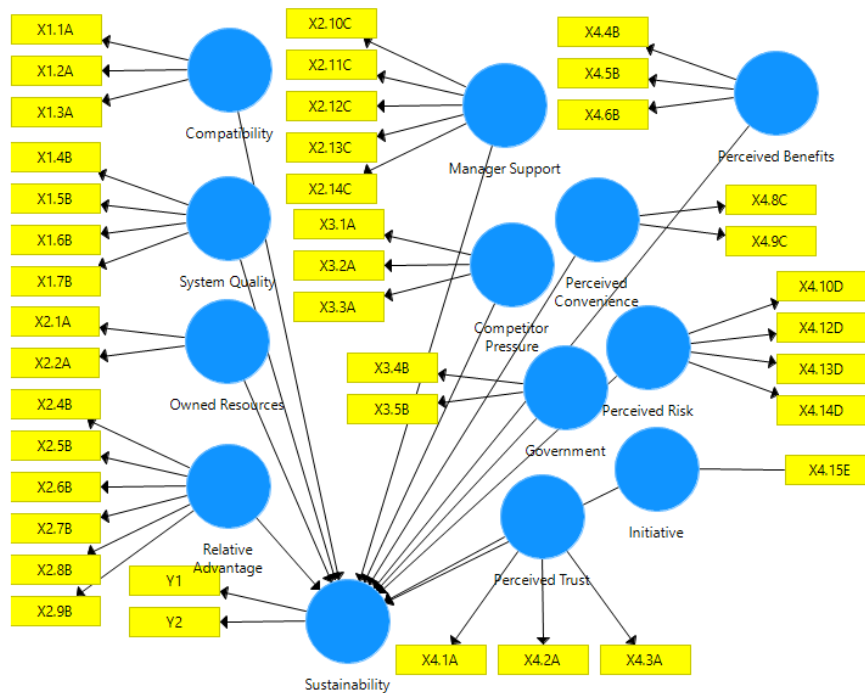 X1.1A
X1.2A
X1.3A
Compatibility
X1.4B
X1.5B
X1.6B
X1.7B
System Quality
X2.1A
X2.2A
Owned Resources
X2.4B
X2.5B
X2.6B
X2.7B
X2.8B
X2.9B
Relative
Advantage
X2.10C
X2.11C
X2.12C
X2.13C
X2.14C
Manager Support
X3.1A
X3.2A
X3.3A
Competitor
Pressure
X3.4B
X3.5B
Government
X4.4B
X4.5B
X4.6B
Perceived Benefits
X4.8C
X4.9C
Perceived
Convenience
X4.10D
X4.12D
X4.13D
X4.14D
Perceived Risk
X4.15E
Initiative
Perceived Trust
X4.1A
X4.2A
X4.3A
Y1
Y2
Sustainability